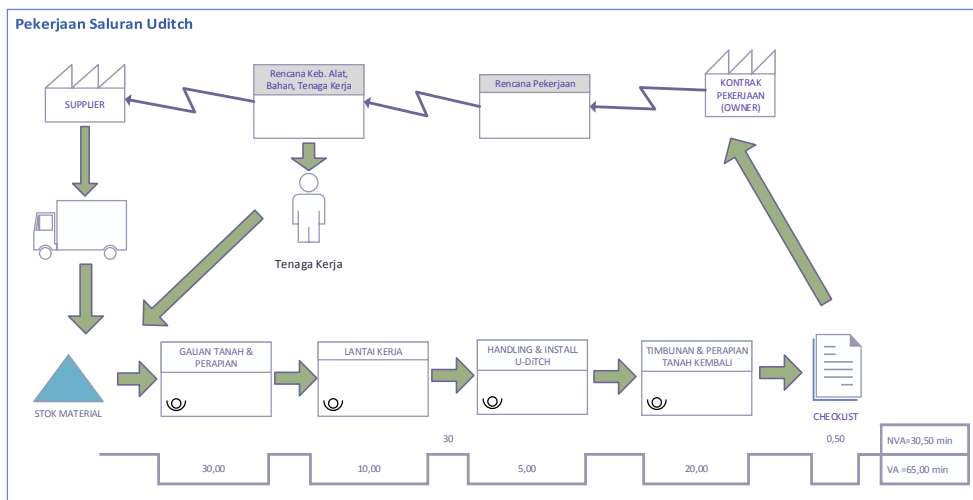 Pekerjaan Saluran Uditch
SUPPLIER
Rencana Keb. Alat,
Bahan, Tenaga Kerja
Rencana Pekerjaan
KONTRAK
PEKERJAAN
(OWNER)
Tenaga Kerja
STOK MATERIAL
GALIAN TANAH &
PERAPIAN
LANTAI KERJA
HANDLING & INSTALL
U-DiTCH
TIMBUNAN & PERAPIAN
TANAH KEMBALI
CHECKLIST
30
0,50
NVA=30,50 min
30,00
10,00
5,00
20,00
VA =65,00 min